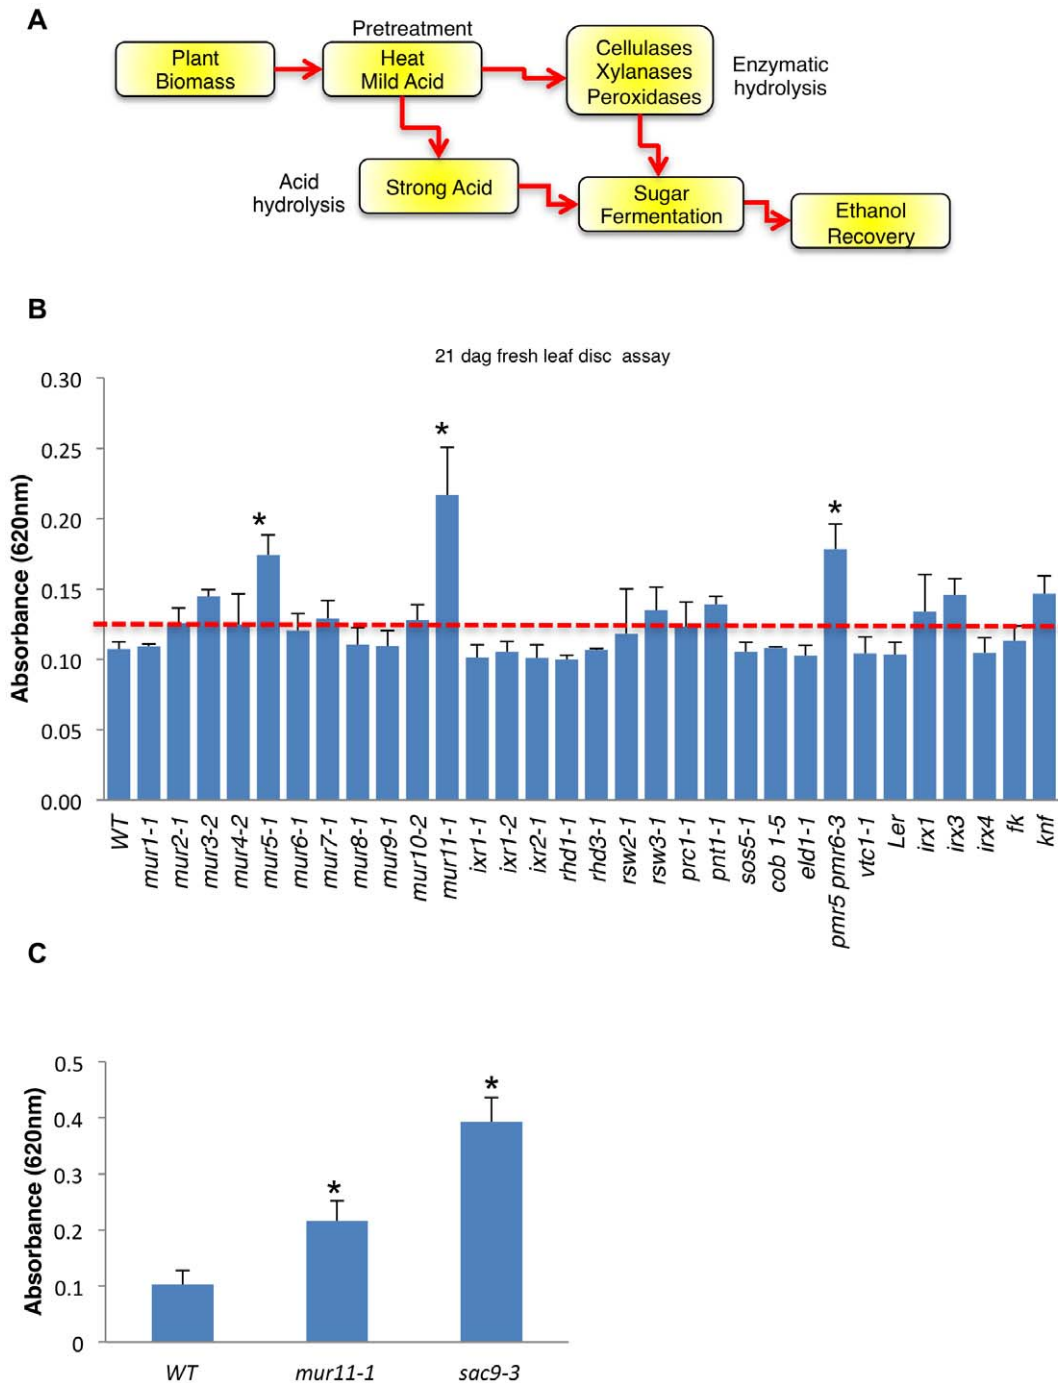 A
Pretreatment
Plant
Biomass
Heat
Mild Acid
Cellulases
Xylanases
Peroxidases
Enzymatic
hydrolysis
Acid
hydrolysis
Strong Acid
Sugar
Fermentation
Ethanol
Recovery
B
21 dag fresh leaf disc assay
Absorbance (620nm)
0.30
0.25
0.20
0.15
0.10
0.05
0.00
*
*
*
WT
mur1-1
mur2-1
mur3-2
mur4-2
mur5-1
mur6-1
mur7-1
mur8-1
mur9-1
mur10-2
mur11-1
ixr1-1
ixr1-2
ixr2-1
rhd1-1
rhd3-1
rsw2-1
rsw3-1
prc1-1
pnt1-1
sos5-1
cob 1-5
eld1-1
pmr5 pmr6-3
vtc1-1
Ler
irx1
irx3
irx4
fk
knf
C
Absorbance (620nm)
0.5
0.4
0.3
0.2
0.1
0
*
*
WT
mur11-1
sac9-3